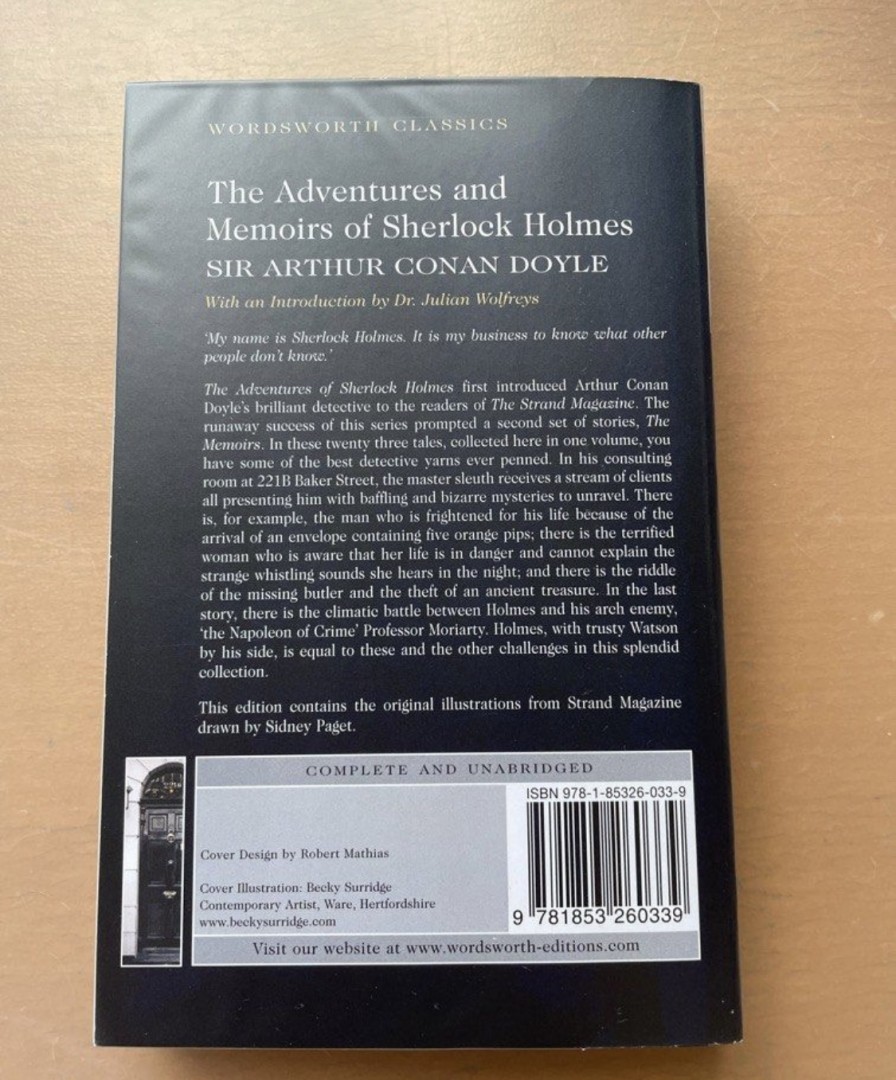 WORDSWORTH CLASSICS
The Adventures and
Memoirs of Sherlock Holmes
SIR ARTHUR CONAN DOYLE
With an Introduction by Dr. Julian Wolfreys
‘My name is Sherlock Holmes. It is my business to know what other
people don’t know.’
The Adventures of Sherlock Holmes first introduced Arthur Conan
Doyle’s brilliant detective to the readers of The Strand Magazine. The
runaway success of this series prompted a second set of stories, The
Memoirs. In these twenty three tales, collected here in one volume, you
have some of the best detective yarns ever penned. In his consulting
room at 221B Baker Street, the master sleuth receives a stream of clients
all presenting him with baffling and bizarre mysteries to unravel. There
is, for example, the man who is frightened for his life because of the
arrival of an envelope containing five orange pips; there is the terrified
woman who is aware that her life is in danger and cannot explain the
strange whistling sounds she hears in the night; and there is the riddle
of the missing butler and the theft of an ancient treasure. In the last
story, there is the climatic battle between Holmes and his arch enemy,
‘the Napoleon of Crime’ Professor Moriarty. Holmes, with trusty Watson
by his side, is equal to these and the other challenges in this splendid
collection.
This edition contains the original illustrations from Strand Magazine
drawn by Sidney Paget.
COMPLETE AND UNABRIDGED
ISBN 978-1-85326-033-9
Cover Design by Robert Mathias
Cover Illustration: Becky Surridge
Contemporary Artist, Ware, Hertfordshire
www.beckysurridge.com
9 781853 260339
Visit our website at www.wordsworth-editions.com